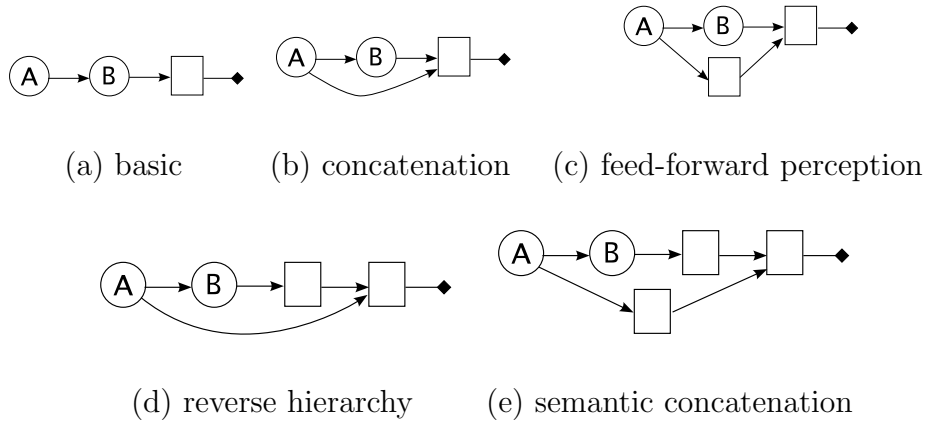 A B
A B
A B
(a) basic
(b) concatenation
(c) feed-forward perception
A B
A B
(d) reverse hierarchy
(e) semantic concatenation